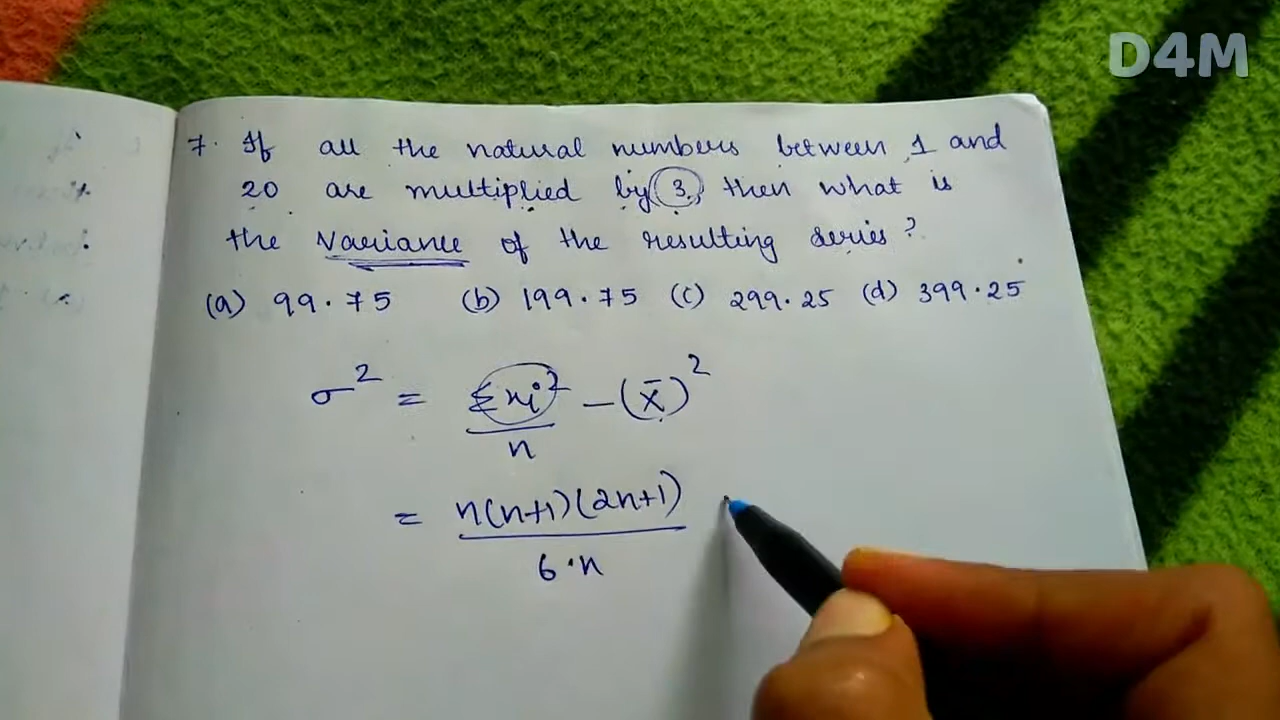 D4M
7. If all the natural numbers between 1 and
20 are multiplied by 3, then what is
the variance of the resulting series ?
(a) 99.75 (b) 199.75 (c) 299.25 (d) 399.25
σ² = Σxi²/n − (x̄)²
= n(n+1)(2n+1)/6·n